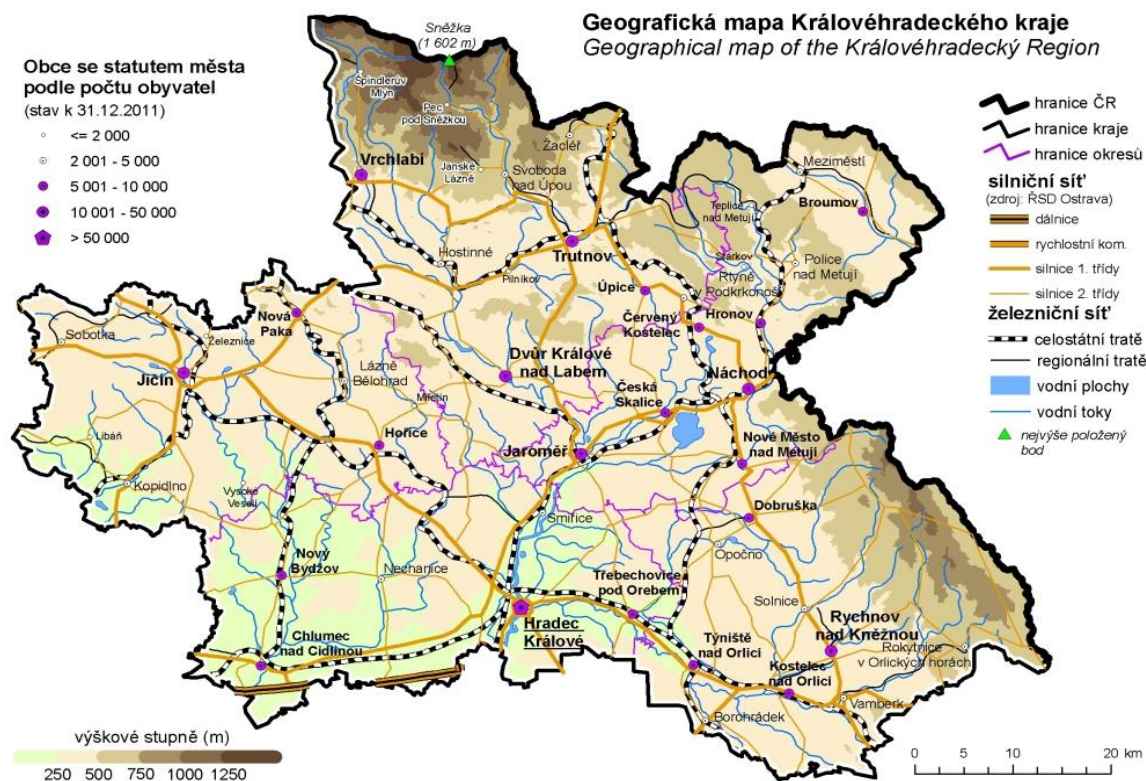 Geografická mapa Královéhradeckého kraje
Geographical map of the Královéhradecký Region
Obce se statutem města
podle počtu obyvatel
(stav k 31.12.2011)
<= 2 000
2 001 - 5 000
5 001 - 10 000
10 001 - 50 000
> 50 000
Sněžka
(1 602 m)
Špindlerův
Mlýn
Pec
pod Sněžkou
Žacléř
Vrchlabí
Janské
Lázně
Svoboda
nad Úpou
Meziměstí
Teplice
nad Metují
Broumov
Hostinné
Trutnov
Stárkov
Police
nad Metují
Pilníkov
Úpice
Rtyně
v Podkrkonoší
Nová
Paka
Červený
Kostelec
Hronov
Sobotka
Železnice
Jičín
Lázně
Bělohrad
Dvůr Králové
nad Labem
Náchod
Česká
Skalice
Miletín
Libáň
Hořice
Jaroměř
Nové Město
nad Metují
Kopidlno
Vysoké
Veselí
Smiřice
Dobruška
Opočno
Nový
Bydžov
Nechanice
Třebechovice
pod Orebem
Solnice
Hradec
Králové
Rychnov
nad Kněžnou
Chlumec
nad Cidlinou
Týniště
nad Orlicí
Rokytnice
v Orlických horách
Kostelec
nad Orlicí
Vamberk
Borohrádek
hranice ČR
hranice kraje
hranice okresů
silniční síť
(zdroj: ŘSD Ostrava)
dálnice
rychlostní kom.
silnice 1. třídy
silnice 2. třídy
železniční síť
celostátní tratě
regionální tratě
vodní plochy
vodní toky
nejvýše položený
bod
výškové stupně (m)
250 500 750 1000 1250
0 5 10 20 km